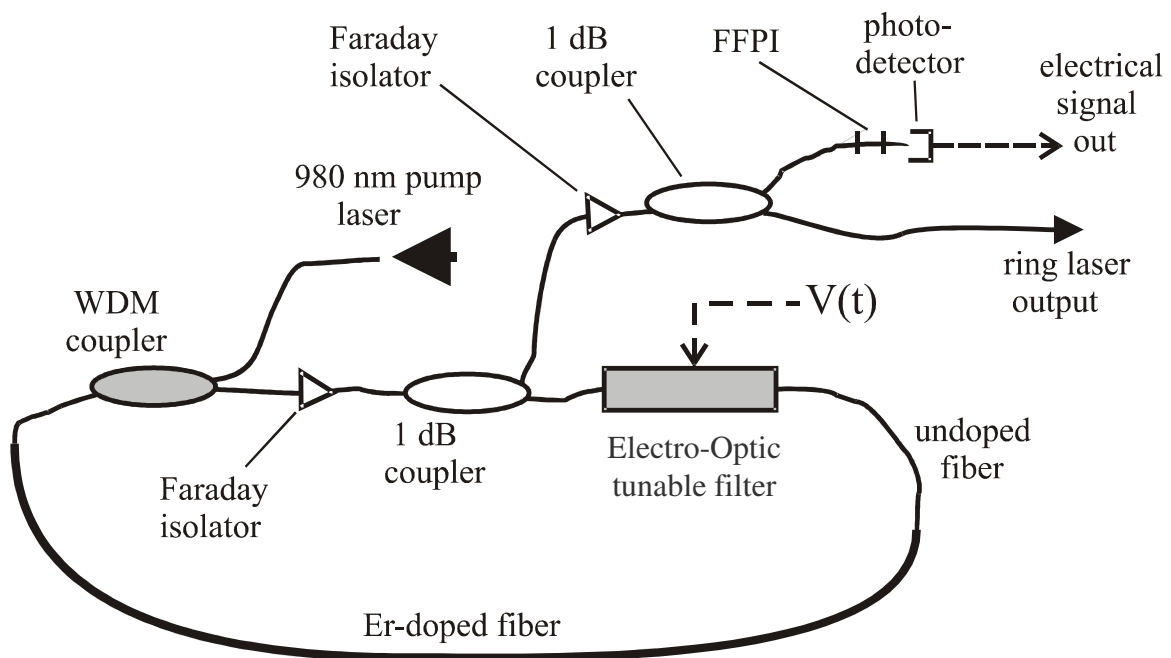 Faraday
isolator
1 dB
coupler
FFPI
photo-
detector
electrical
signal
out
980 nm pump
laser
ring laser
output
WDM
coupler
V(t)
1 dB
coupler
Electro-Optic
tunable filter
undoped
fiber
Faraday
isolator
Er-doped fiber